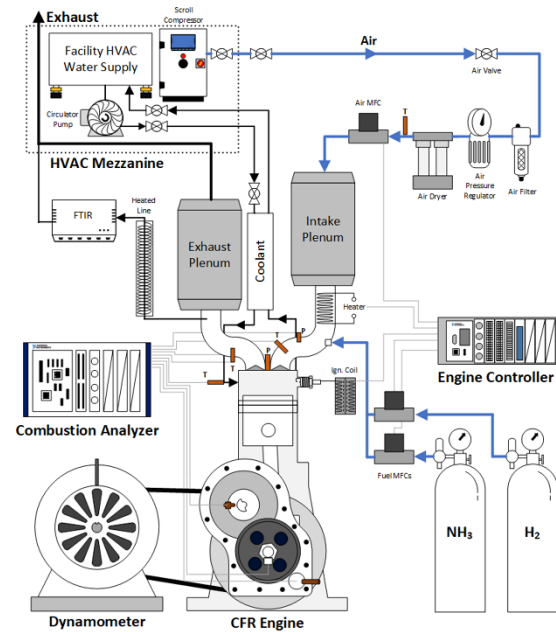 Exhaust
Scroll
Compressor
Facility HVAC
Water Supply
Air
Air Valve
Circulator
Pump
HVAC Mezzanine
Air MFC
T
Air Dryer
Air
Pressure
Regulator
Air Filter
FTIR
Heated
Line
Exhaust
Plenum
Coolant
Intake
Plenum
Heater
T
P
P
T
T
Ign. Coil
Engine Controller
Combustion Analyzer
Fuel MFCs
NH₃
H₂
Dynamometer
CFR Engine